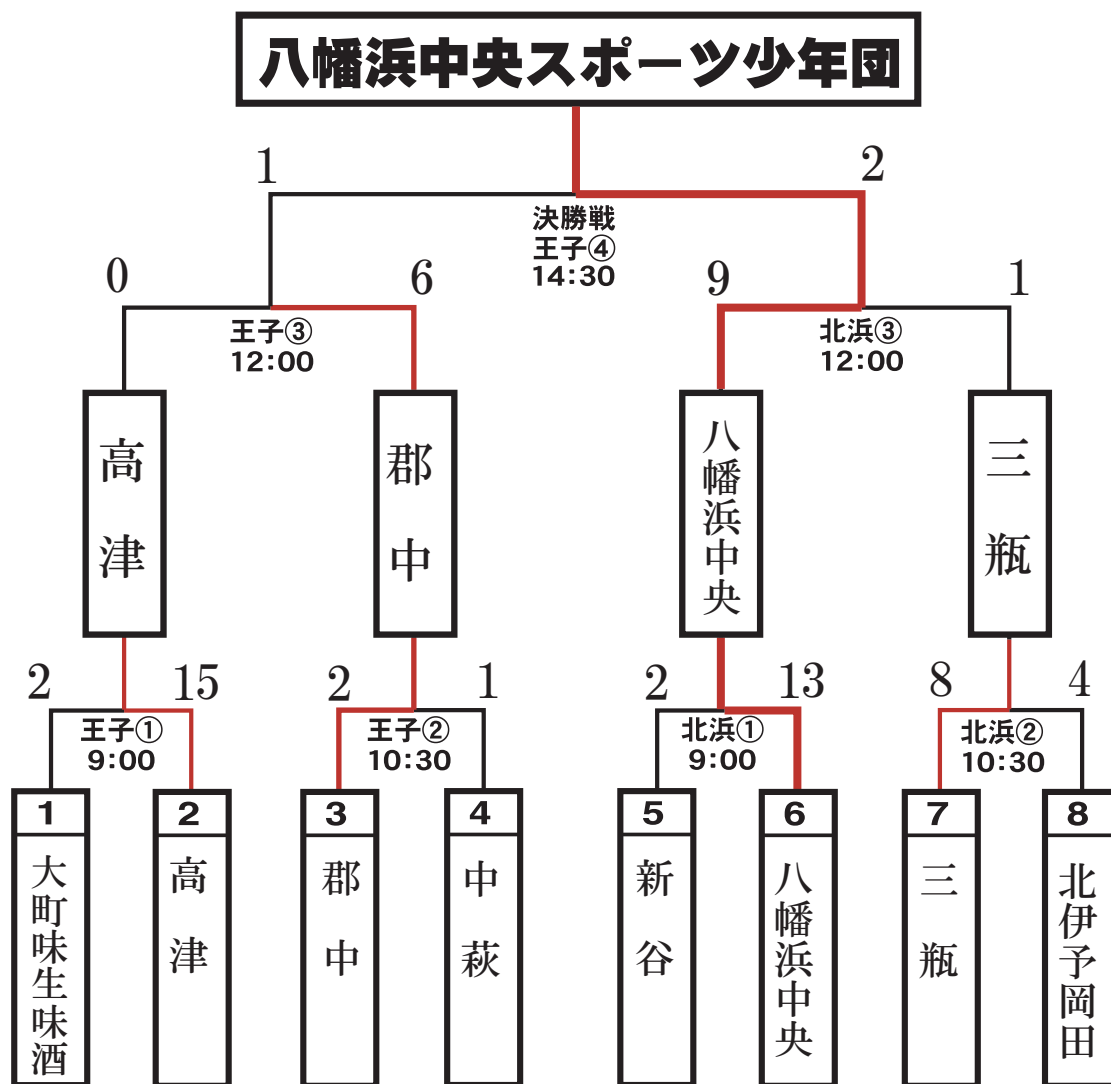 八幡浜中央スポーツ少年団
1
2
決勝戦
王子④
14:30
0
6
9
1
王子③
12:00
北浜③
12:00
高津
郡中
八幡浜中央
三瓶
2
15
2
1
2
13
8
4
王子①
9:00
王子②
10:30
北浜①
9:00
北浜②
10:30
1
大町味生味酒
2
高津
3
郡中
4
中萩
5
新谷
6
八幡浜中央
7
三瓶
8
北伊予岡田